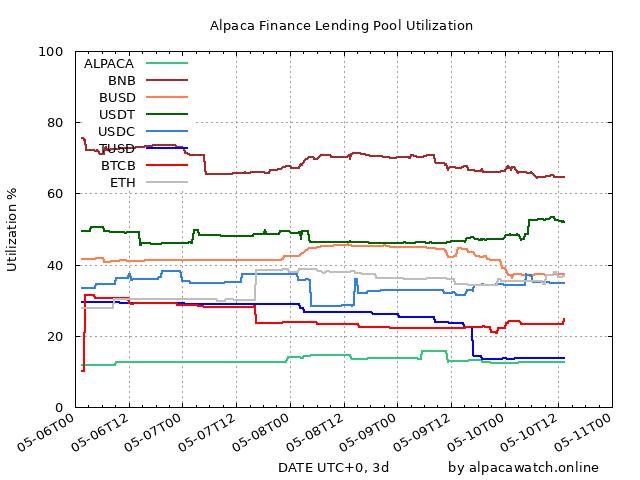 Alpaca Finance Lending Pool Utilization
100
80
60
40
20
0
Utilization %
ALPACA
BNB
BUSD
USDT
USDC
TUSD
BTCB
ETH
05-06T00
05-06T12
05-07T00
05-07T12
05-08T00
05-08T12
05-09T00
05-09T12
05-10T00
05-10T12
05-11T00
DATE UTC+0, 3d
by alpacawatch.online